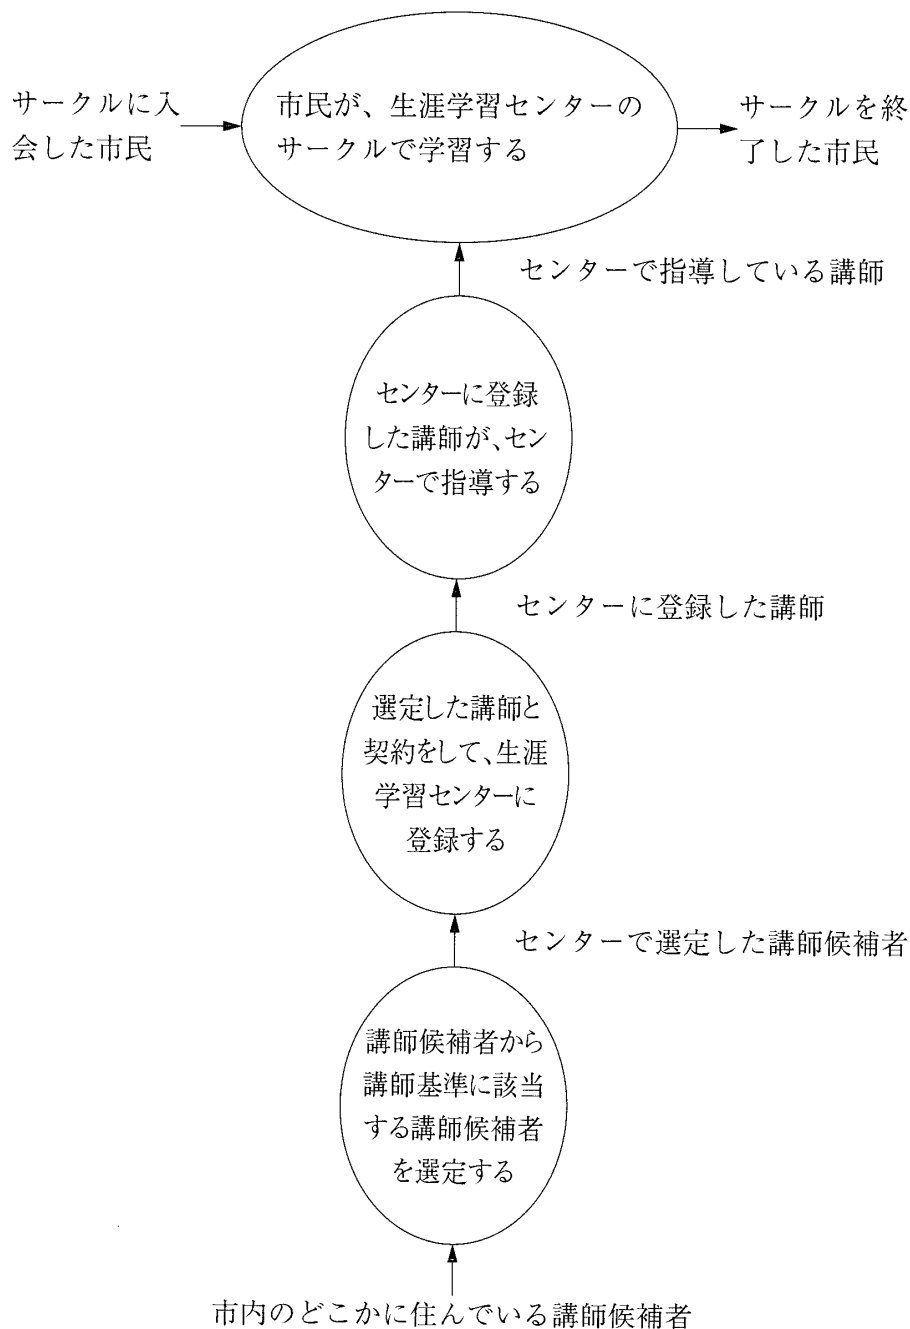 サークルに入
会した市民
市民が、生涯学習センターの
サークルで学習する
サークルを終
了した市民
センターで指導している講師
センターに登録
した講師が、セン
ターで指導する
センターに登録した講師
選定した講師と
契約をして、生涯
学習センターに
登録する
センターで選定した講師候補者
講師候補者から
講師基準に該当
する講師候補者
を選定する
市内のどこかに住んでいる講師候補者